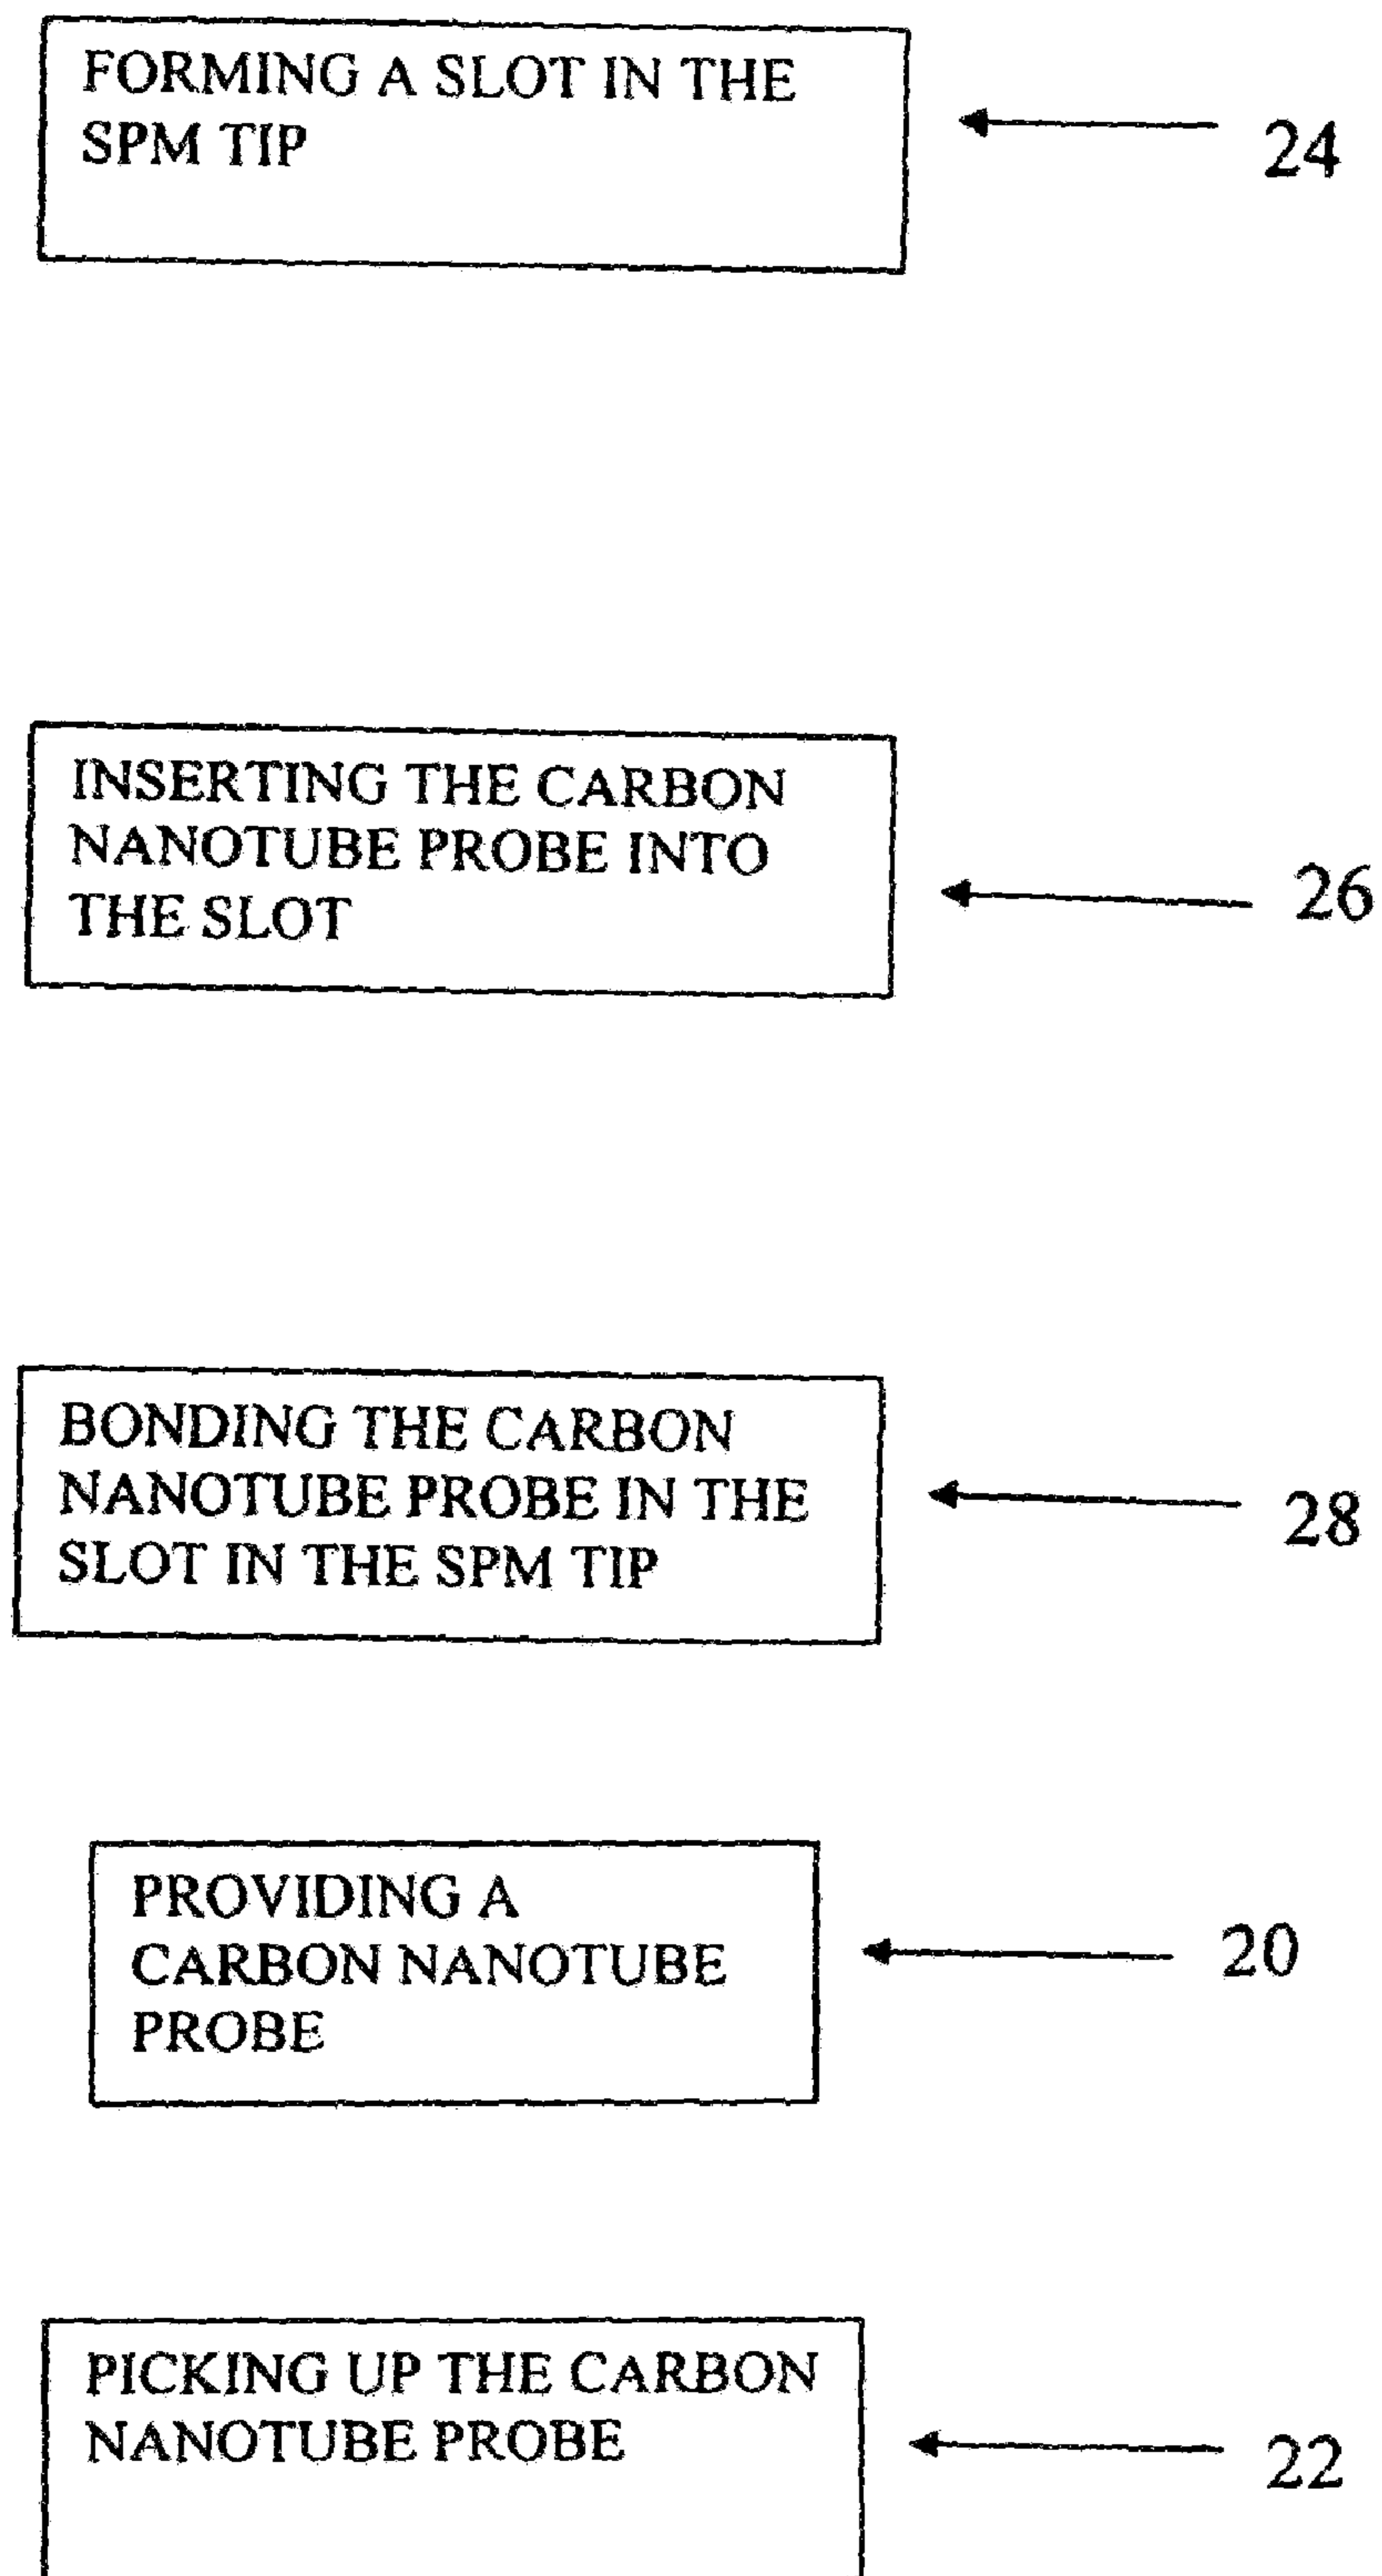 FORMING A SLOT IN THE
SPM TIP
24
INSERTING THE CARBON
NANOTUBE PROBE INTO
THE SLOT
26
BONDING THE CARBON
NANOTUBE PROBE IN THE
SLOT IN THE SPM TIP
28
PROVIDING A
CARBON NANOTUBE
PROBE
20
PICKING UP THE CARBON
NANOTUBE PROBE
22